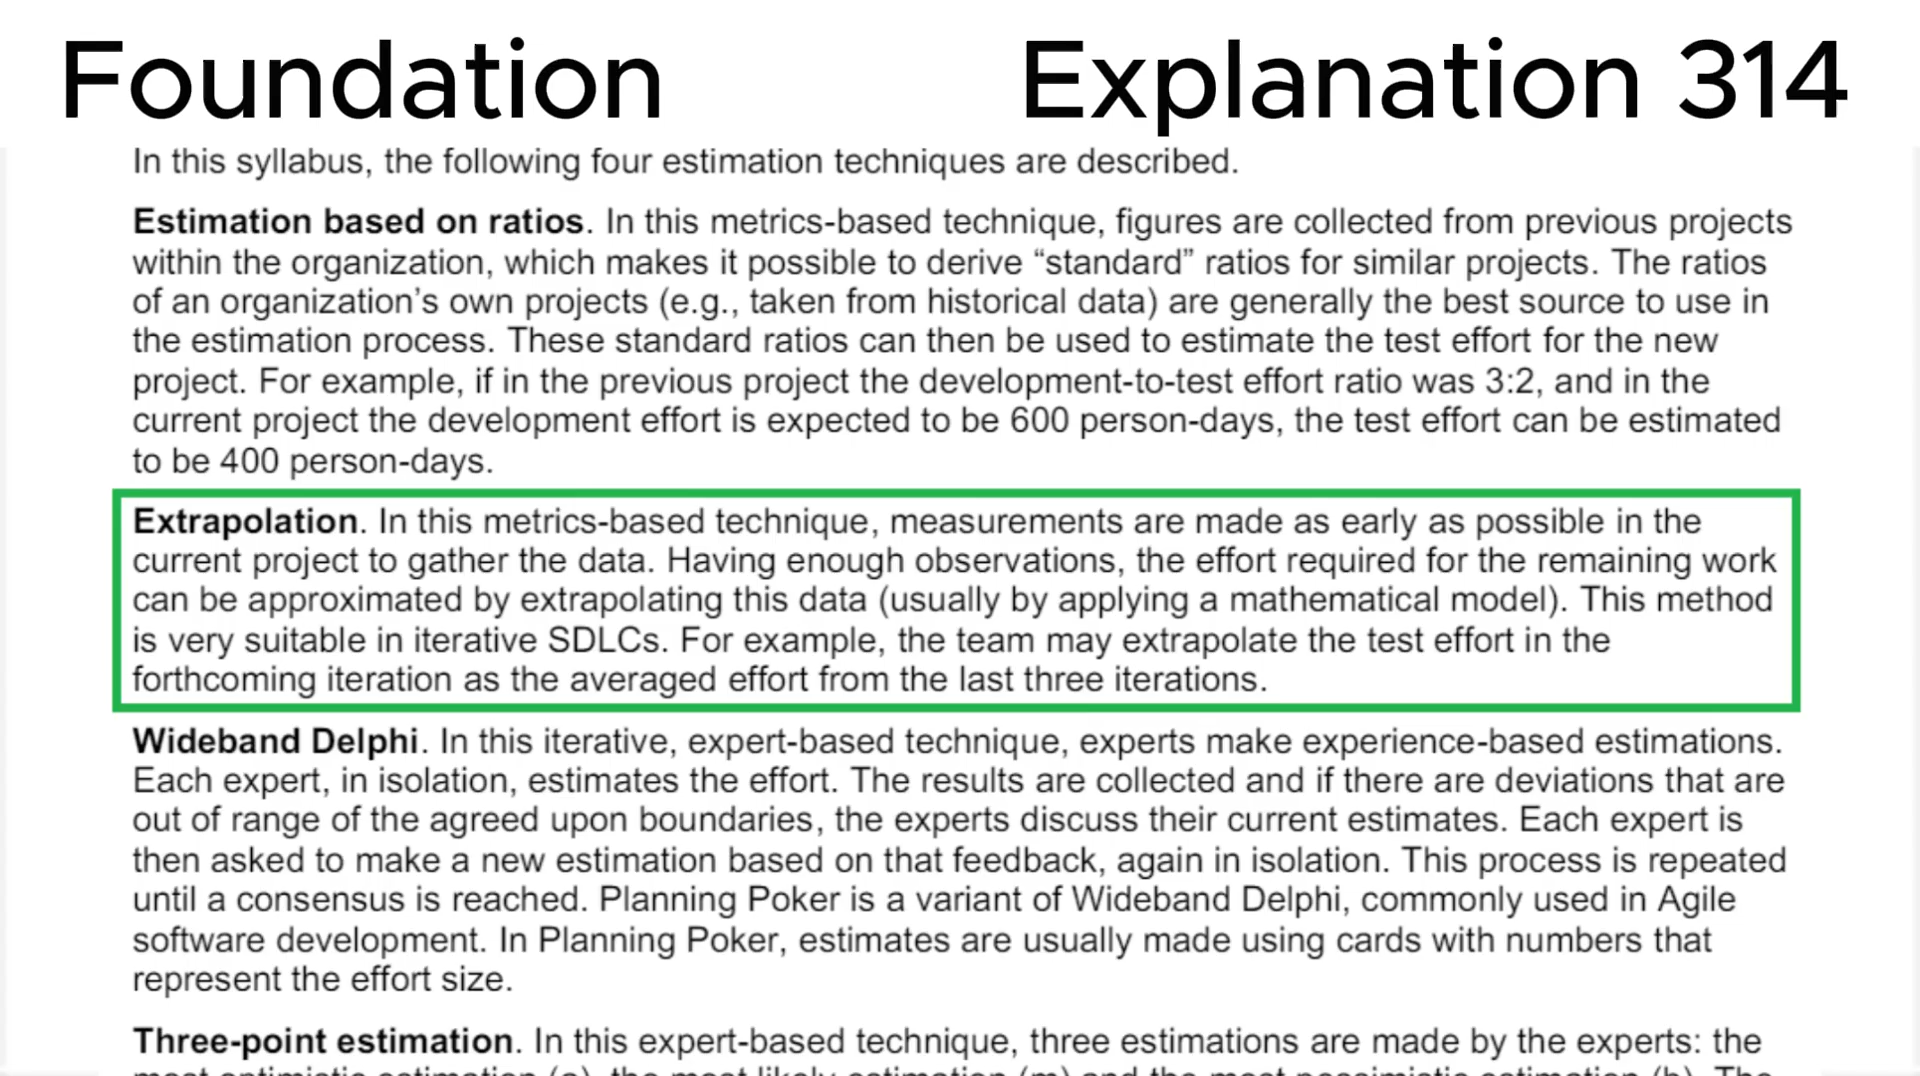 Foundation
Explanation 314
In this syllabus, the following four estimation techniques are described.
Estimation based on ratios. In this metrics-based technique, figures are collected from previous projects
within the organization, which makes it possible to derive “standard” ratios for similar projects. The ratios
of an organization’s own projects (e.g., taken from historical data) are generally the best source to use in
the estimation process. These standard ratios can then be used to estimate the test effort for the new
project. For example, if in the previous project the development-to-test effort ratio was 3:2, and in the
current project the development effort is expected to be 600 person-days, the test effort can be estimated
to be 400 person-days.
Extrapolation. In this metrics-based technique, measurements are made as early as possible in the
current project to gather the data. Having enough observations, the effort required for the remaining work
can be approximated by extrapolating this data (usually by applying a mathematical model). This method
is very suitable in iterative SDLCs. For example, the team may extrapolate the test effort in the
forthcoming iteration as the averaged effort from the last three iterations.
Wideband Delphi. In this iterative, expert-based technique, experts make experience-based estimations.
Each expert, in isolation, estimates the effort. The results are collected and if there are deviations that are
out of range of the agreed upon boundaries, the experts discuss their current estimates. Each expert is
then asked to make a new estimation based on that feedback, again in isolation. This process is repeated
until a consensus is reached. Planning Poker is a variant of Wideband Delphi, commonly used in Agile
software development. In Planning Poker, estimates are usually made using cards with numbers that
represent the effort size.
Three-point estimation. In this expert-based technique, three estimations are made by the experts: the
most optimistic estimation (a), the most likely estimation (m) and the most pessimistic estimation (b). The